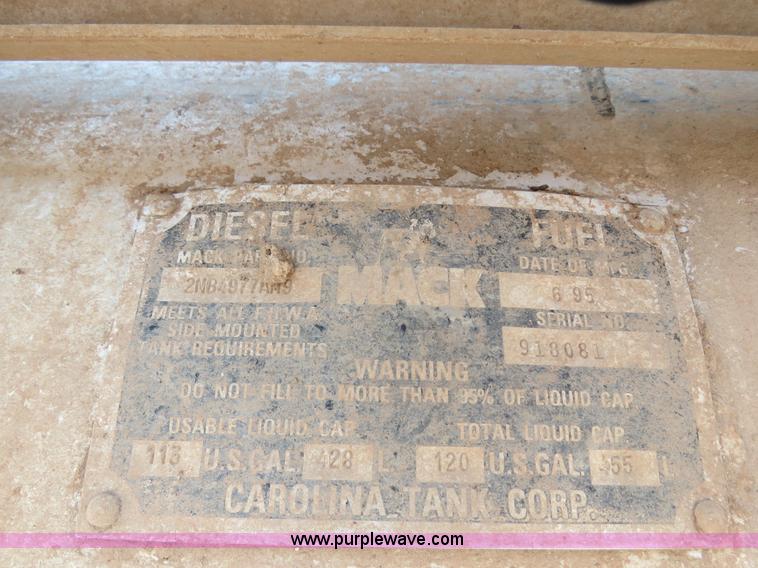 DIESEL FUEL
MACK PART NO. MACK DATE OF MFG.
6 95
MEETS ALL F.H.W.A. SERIAL NO.
SIDE MOUNTED 918081
TANK REQUIREMENTS
WARNING
DO NOT FILL TO MORE THAN 95% OF LIQUID CAP
USABLE LIQUID CAP TOTAL LIQUID CAP
113 U.S.GAL. 428 L. 120 U.S.GAL. 455 L
CAROLINA TANK CORP.
www.purplewave.com